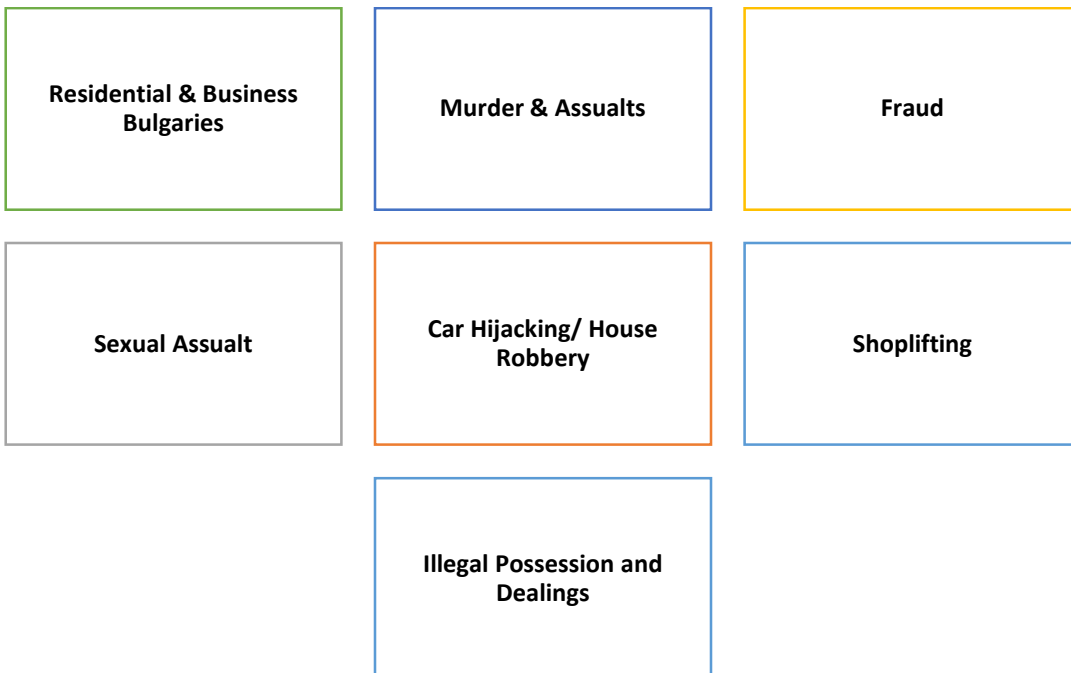 Residential & Business
Bulgaries
Murder & Assualts
Fraud
Sexual Assualt
Car Hijacking/ House
Robbery
Shoplifting
Illegal Possession and
Dealings